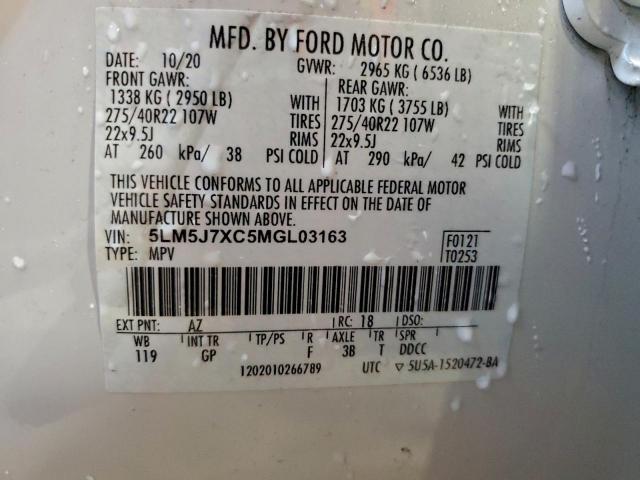 MFD. BY FORD MOTOR CO.
DATE: 10/20 GVWR: 2965 KG ( 6536 LB)
FRONT GAWR: REAR GAWR:
1338 KG ( 2950 LB) 1703 KG ( 3755 LB)
275/40R22 107W TIRES 275/40R22 107W TIRES
22x9.5J RIMS 22x9.5J RIMS
AT 260 kPa/ 38 PSI COLD AT 290 kPa/ 42 PSI COLD
THIS VEHICLE CONFORMS TO ALL APPLICABLE FEDERAL MOTOR
VEHICLE SAFETY STANDARDS IN EFFECT ON THE DATE OF
MANUFACTURE SHOWN ABOVE.
VIN: 5LM5J7XC5MGL03163 F0121
TYPE: MPV T0253
EXT PNT: AZ RC: 18 DSO:
WB INT TR TP/PS R AXLE TR SPR
119 GP F 3B T DDCC
1202010266789 UTC ▽ 5U5A-1520472-BA